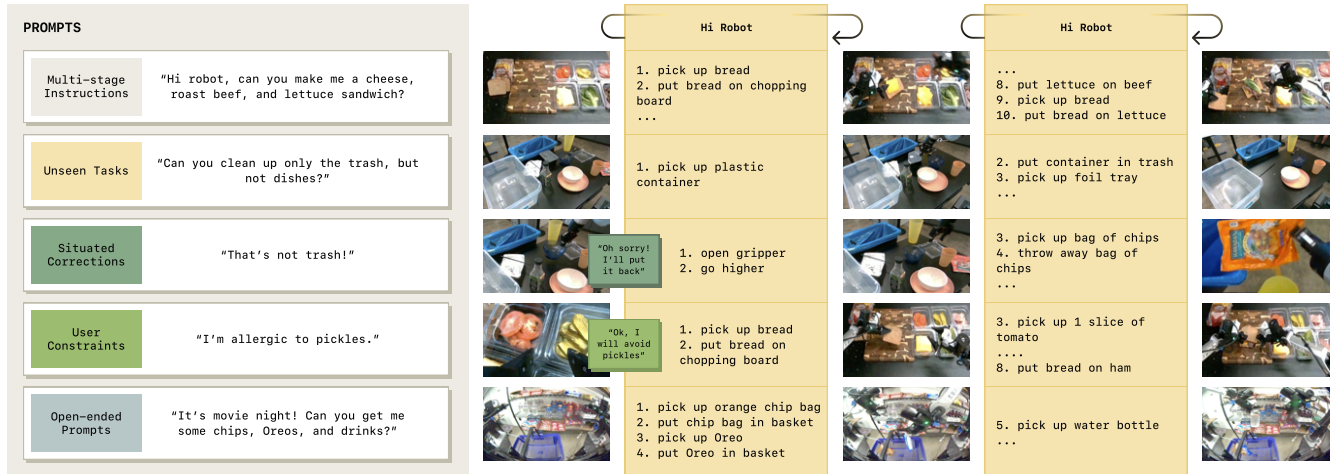 PROMPTS
Multi-stage
Instructions
“Hi robot, can you make me a cheese,
roast beef, and lettuce sandwich?
Unseen Tasks
“Can you clean up only the trash, but
not dishes?”
Situated
Corrections
“That’s not trash!”
User
Constraints
“I’m allergic to pickles.”
Open-ended
Prompts
“It’s movie night! Can you get me
some chips, Oreos, and drinks?”
Hi Robot
1. pick up bread
2. put bread on chopping
board
...
1. pick up plastic
container
“Oh sorry!
I'll put
it back”
1. open gripper
2. go higher
“Ok, I
will avoid
pickles”
1. pick up bread
2. put bread on
chopping board
1. pick up orange chip bag
2. put chip bag in basket
3. pick up Oreo
4. put Oreo in basket
Hi Robot
...
8. put lettuce on beef
9. pick up bread
10. put bread on lettuce
2. put container in trash
3. pick up foil tray
...
3. pick up bag of chips
4. throw away bag of
chips
...
3. pick up 1 slice of
tomato
....
8. put bread on ham
5. pick up water bottle
...